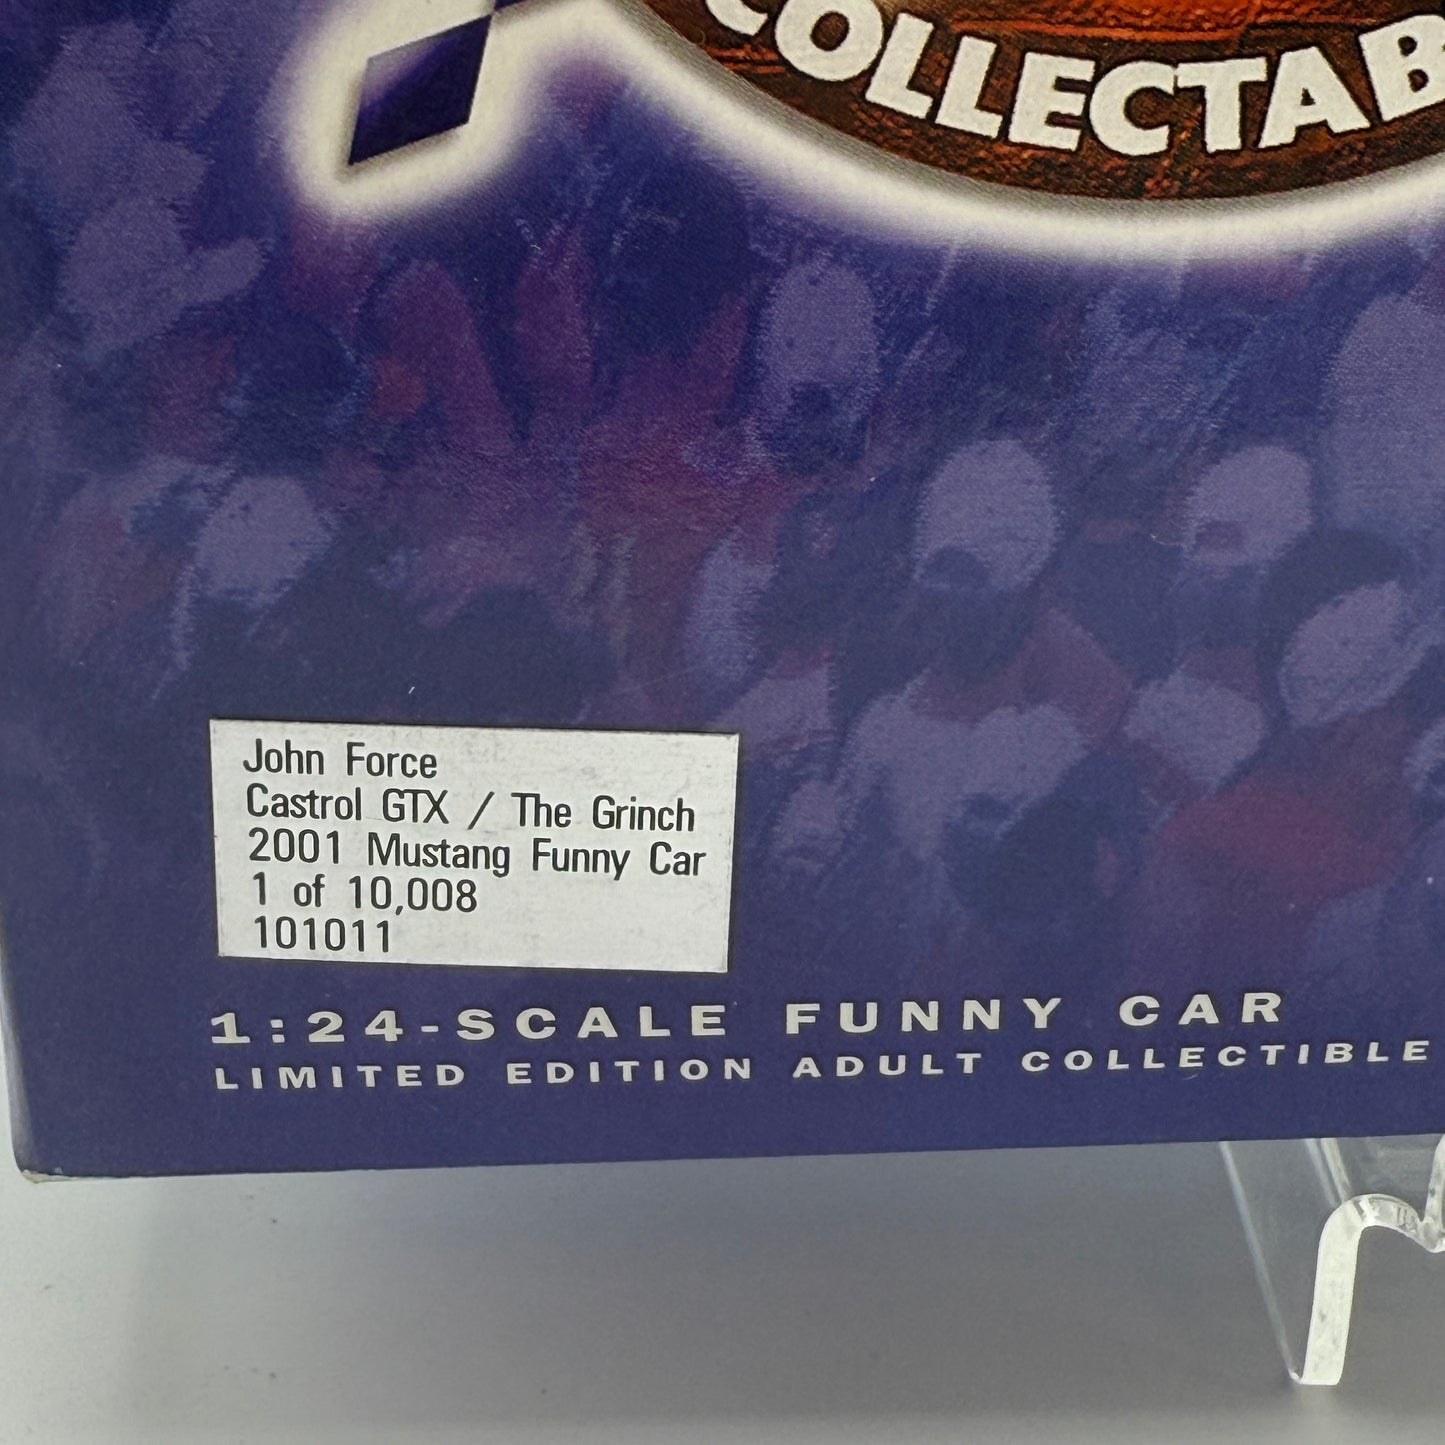 COLLECTAB
John Force
Castrol GTX / The Grinch
2001 Mustang Funny Car
1 of 10,008
101011
1:24-SCALE FUNNY CAR
LIMITED EDITION ADULT COLLECTIBLE